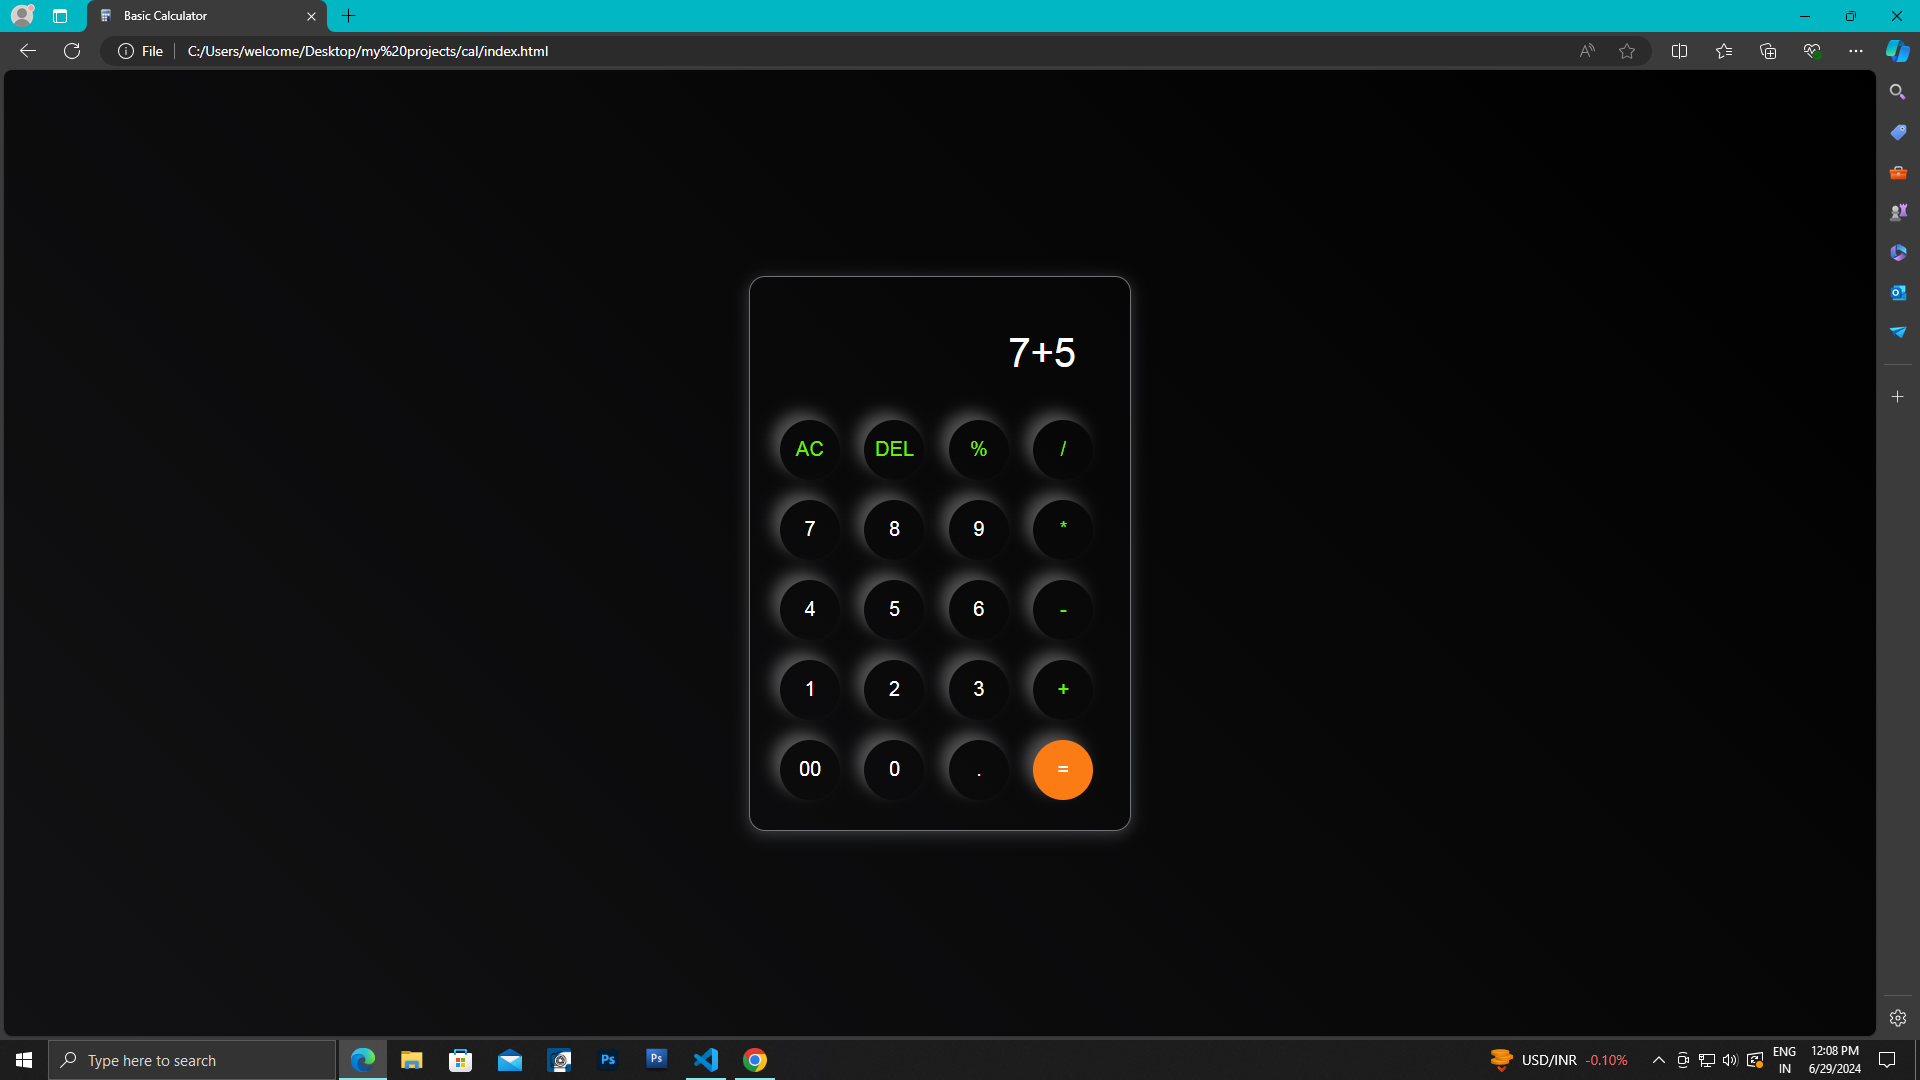 Basic Calculator
File
C:/Users/welcome/Desktop/my%20projects/cal/index.html
7+5
AC DEL % /
7 8 9 *
4 5 6 -
1 2 3 +
00 0 . =
Type here to search
Ps
Ps
USD/INR -0.10%
ENG
IN
12:08 PM
6/29/2024